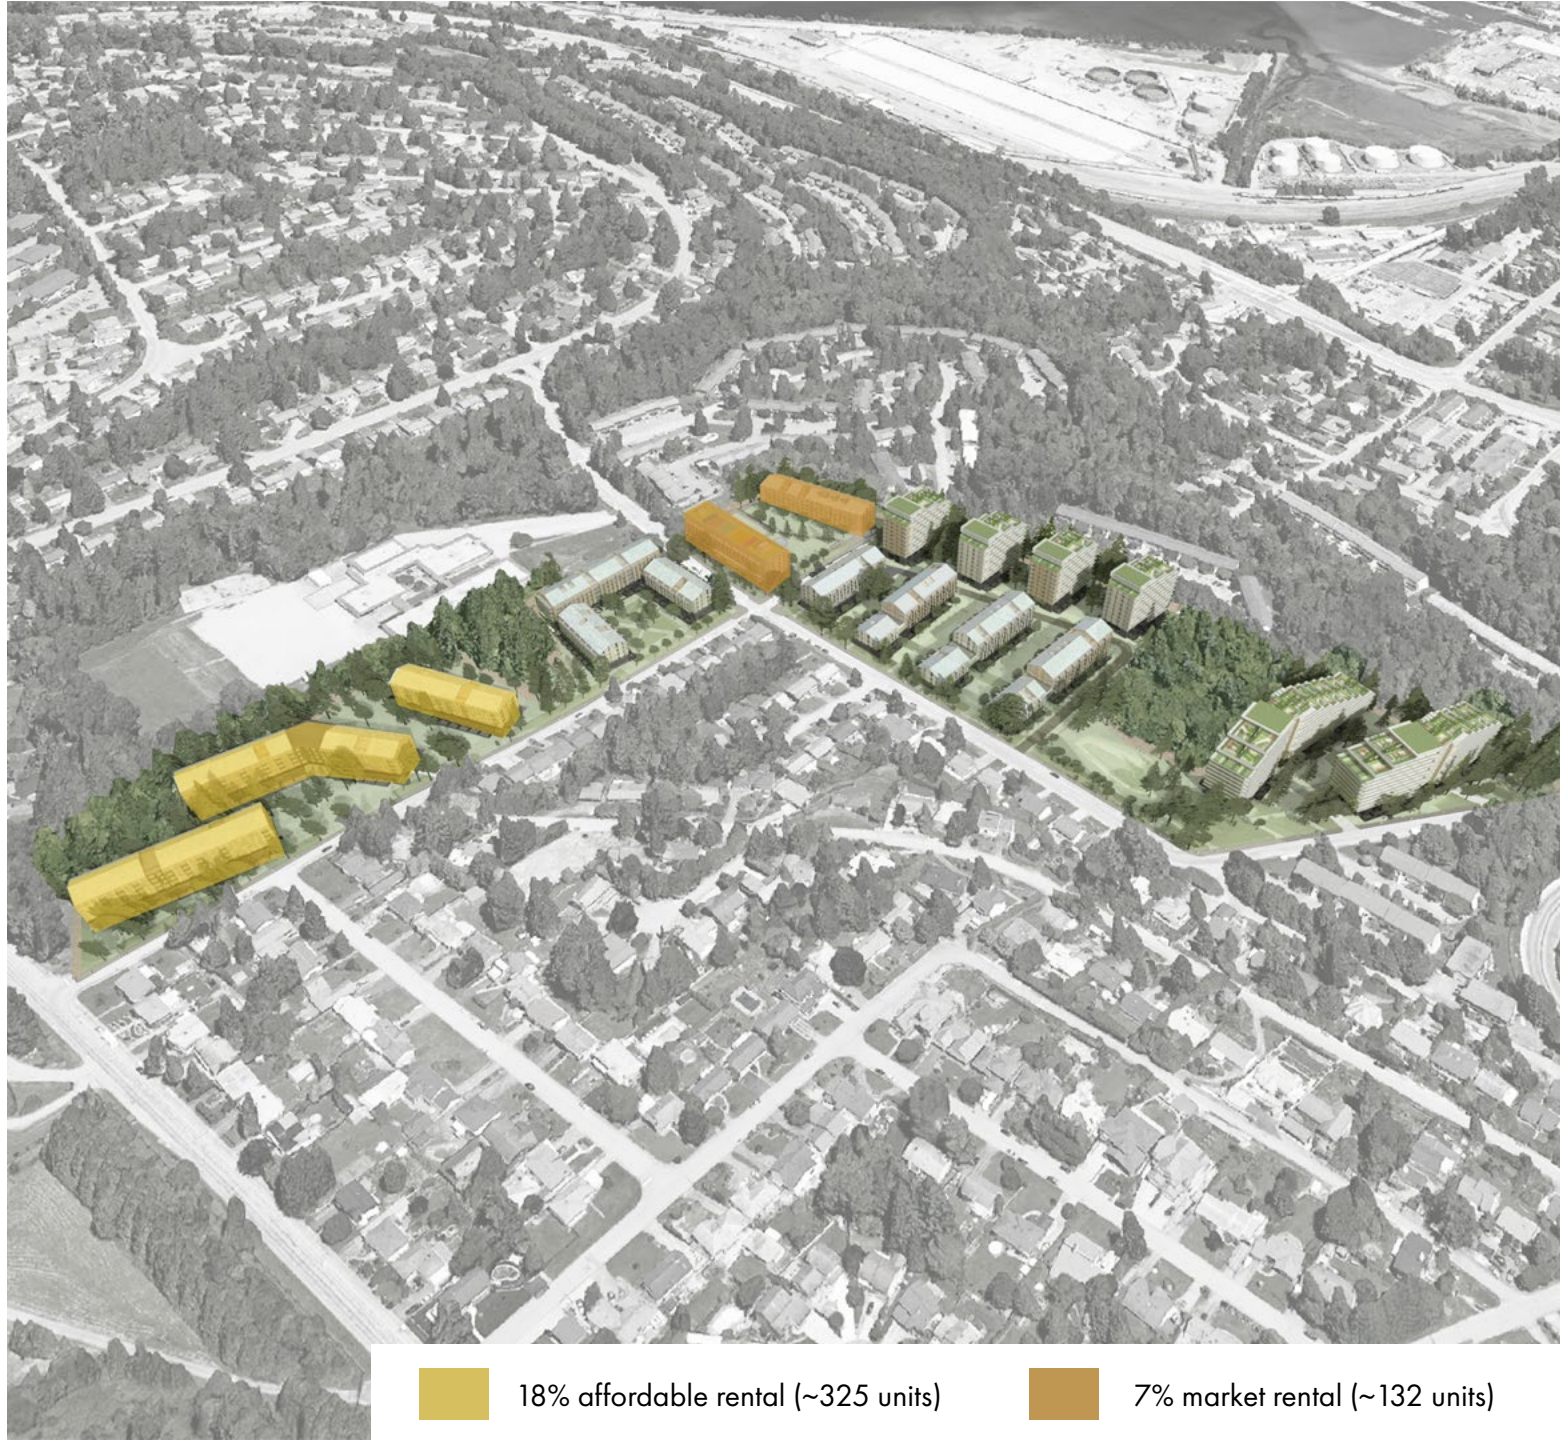 18% affordable rental (~325 units)
7% market rental (~132 units)